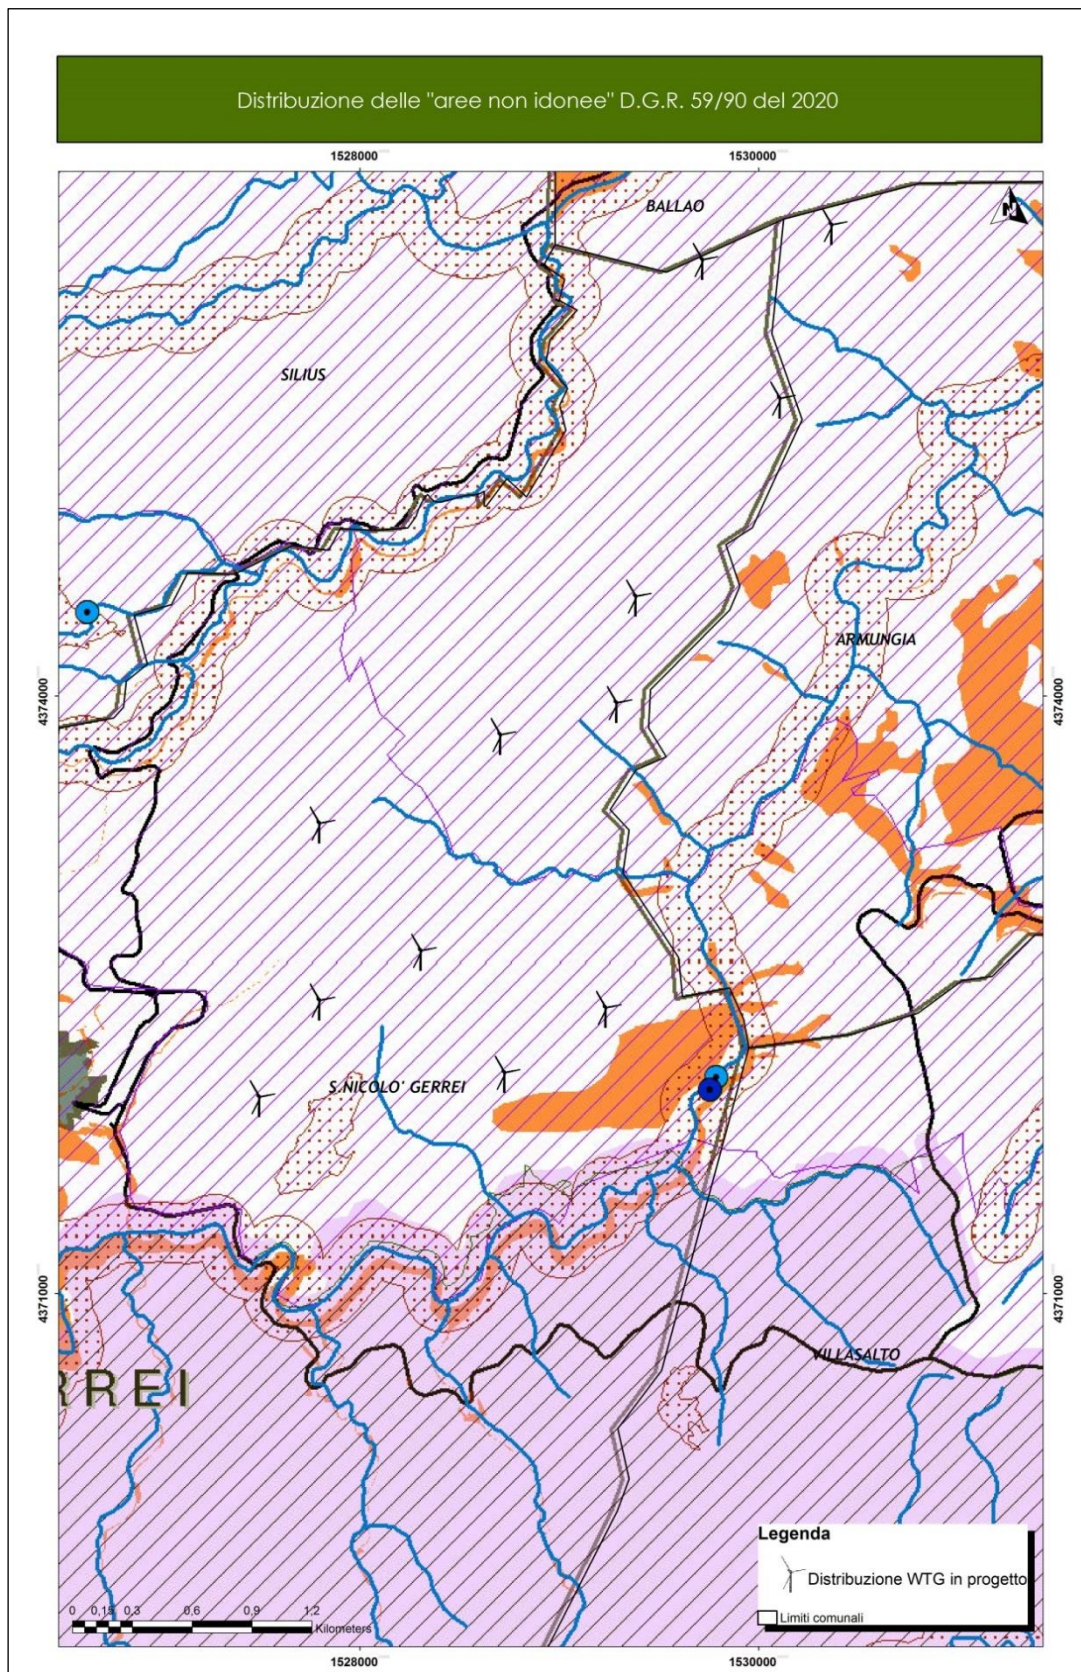 Distribuzione delle "aree non idonee" D.G.R. 59/90 del 2020
1528000
1530000
BALLAO
N
SILIUS
ARMUNGIA
4374000
4374000
S.NICOLO' GERREI
4371000
4371000
VILLASALTO
RREI
Legenda
Distribuzione WTG in progetto
Limiti comunali
0 0,15 0,3 0,6 0,9 1,2
Kilometers
1528000
1530000